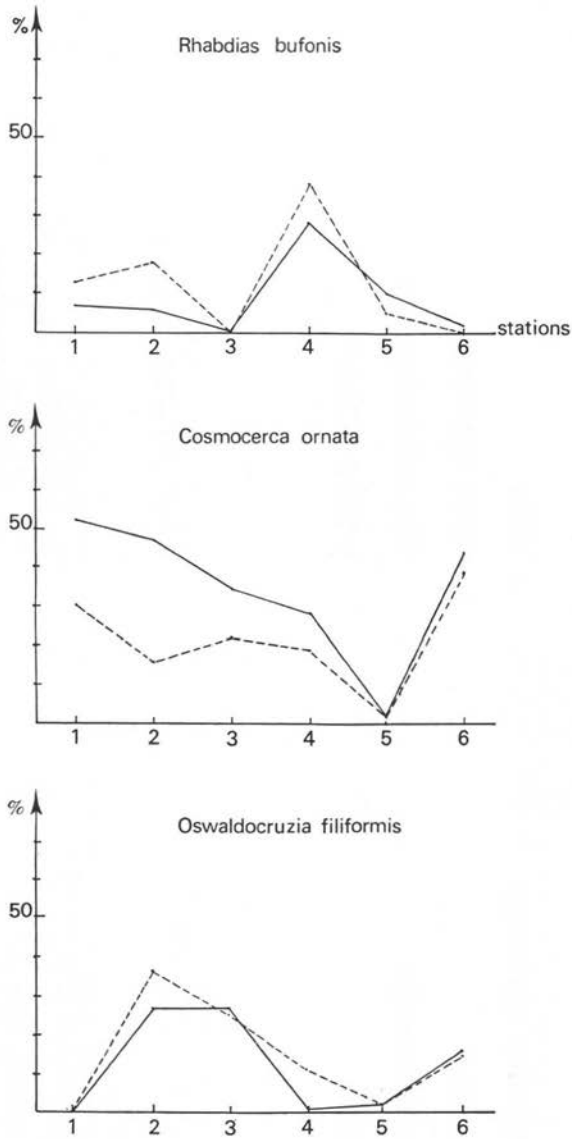 %
Rhabdias bufonis
50
1 2 3 4 5 6 stations
%
Cosmocerca ornata
50
1 2 3 4 5 6
%
Oswaldocruzia filiformis
50
1 2 3 4 5 6